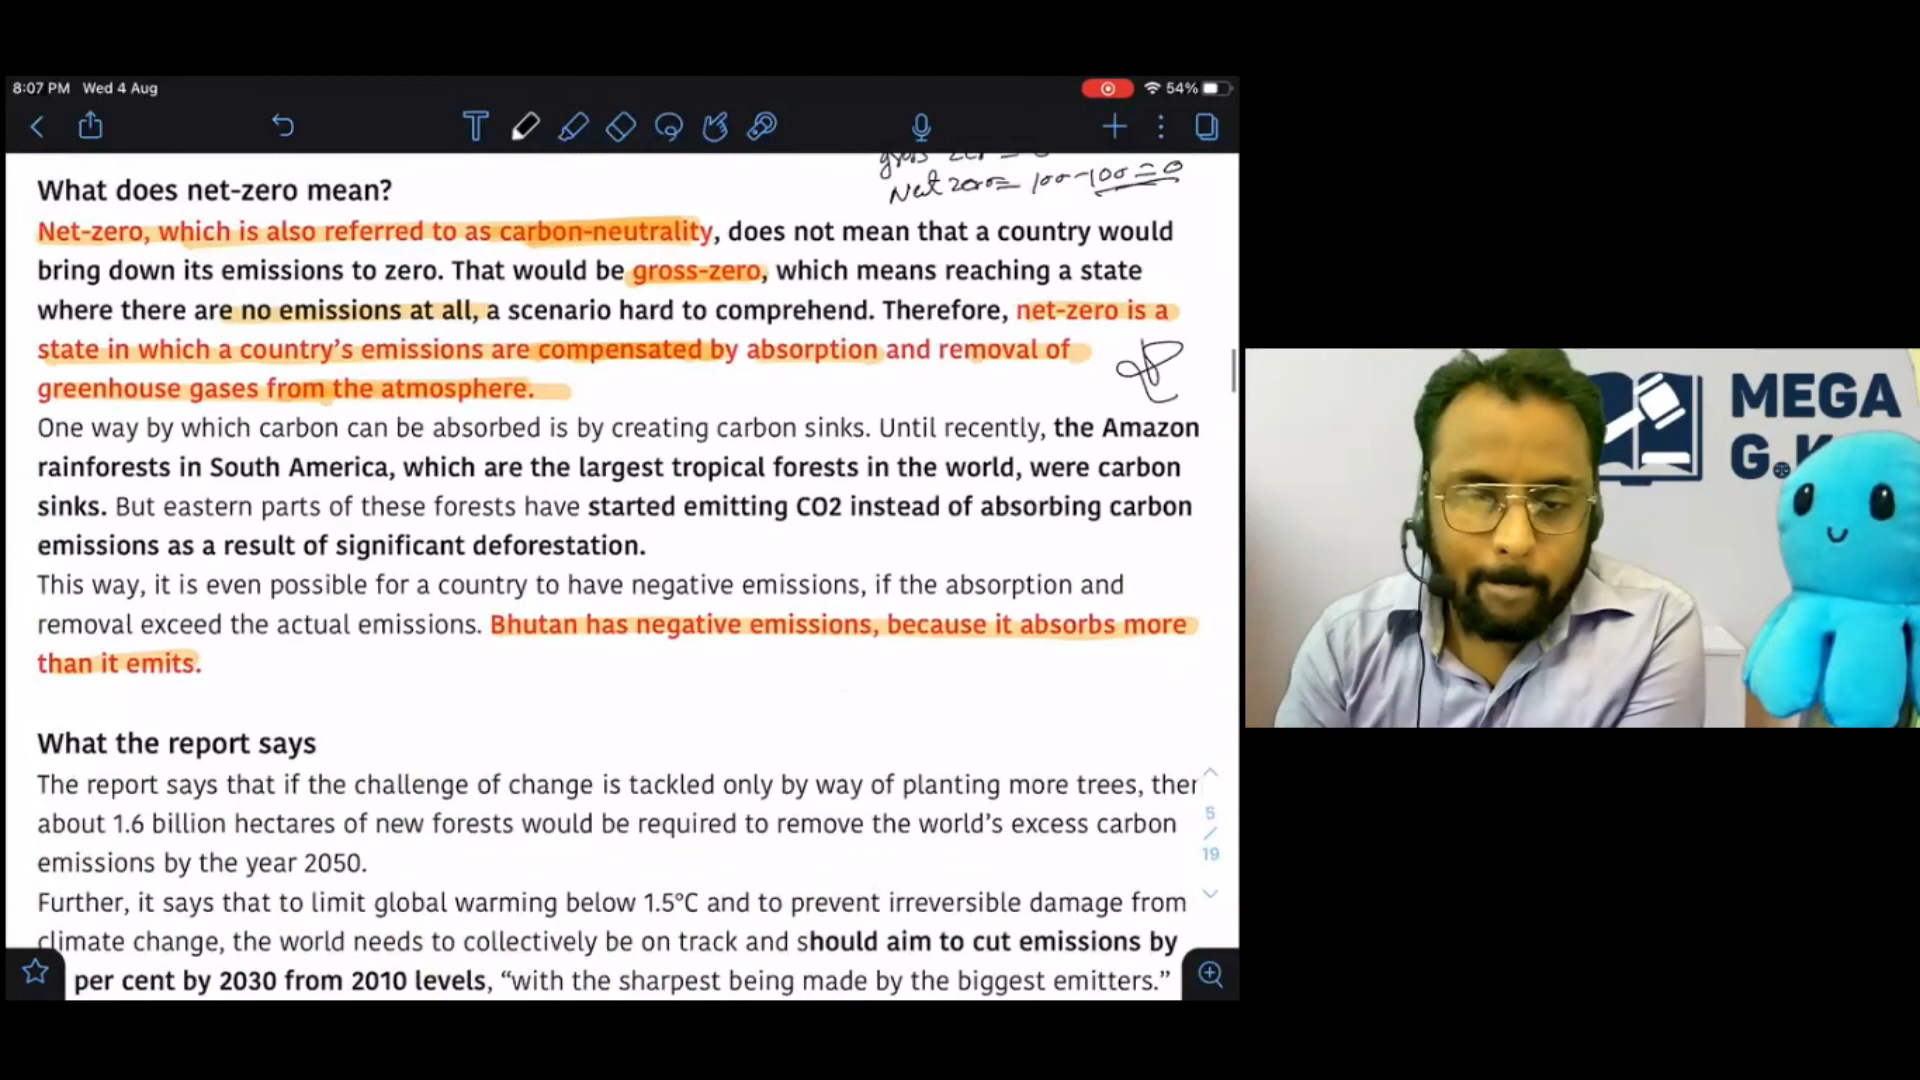 8:07 PM Wed 4 Aug
54%
Net zero = 100-100=0
What does net-zero mean?
Net-zero, which is also referred to as carbon-neutrality, does not mean that a country would
bring down its emissions to zero. That would be gross-zero, which means reaching a state
where there are no emissions at all, a scenario hard to comprehend. Therefore, net-zero is a
state in which a country’s emissions are compensated by absorption and removal of
greenhouse gases from the atmosphere.
One way by which carbon can be absorbed is by creating carbon sinks. Until recently, the Amazon
rainforests in South America, which are the largest tropical forests in the world, were carbon
sinks. But eastern parts of these forests have started emitting CO2 instead of absorbing carbon
emissions as a result of significant deforestation.
This way, it is even possible for a country to have negative emissions, if the absorption and
removal exceed the actual emissions. Bhutan has negative emissions, because it absorbs more
than it emits.
What the report says
The report says that if the challenge of change is tackled only by way of planting more trees, then
about 1.6 billion hectares of new forests would be required to remove the world’s excess carbon
emissions by the year 2050.
Further, it says that to limit global warming below 1.5°C and to prevent irreversible damage from
climate change, the world needs to collectively be on track and should aim to cut emissions by
per cent by 2030 from 2010 levels, “with the sharpest being made by the biggest emitters.”
5
/
19
MEGA
G.K